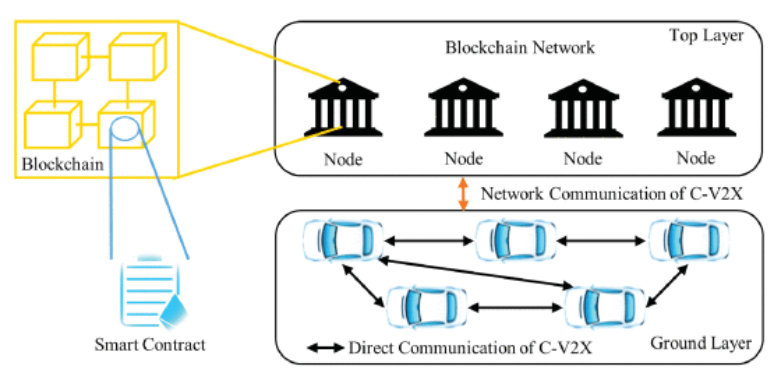 Top Layer
Blockchain Network
Node Node Node Node
Blockchain
Network Communication of C-V2X
Smart Contract
Direct Communication of C-V2X
Ground Layer